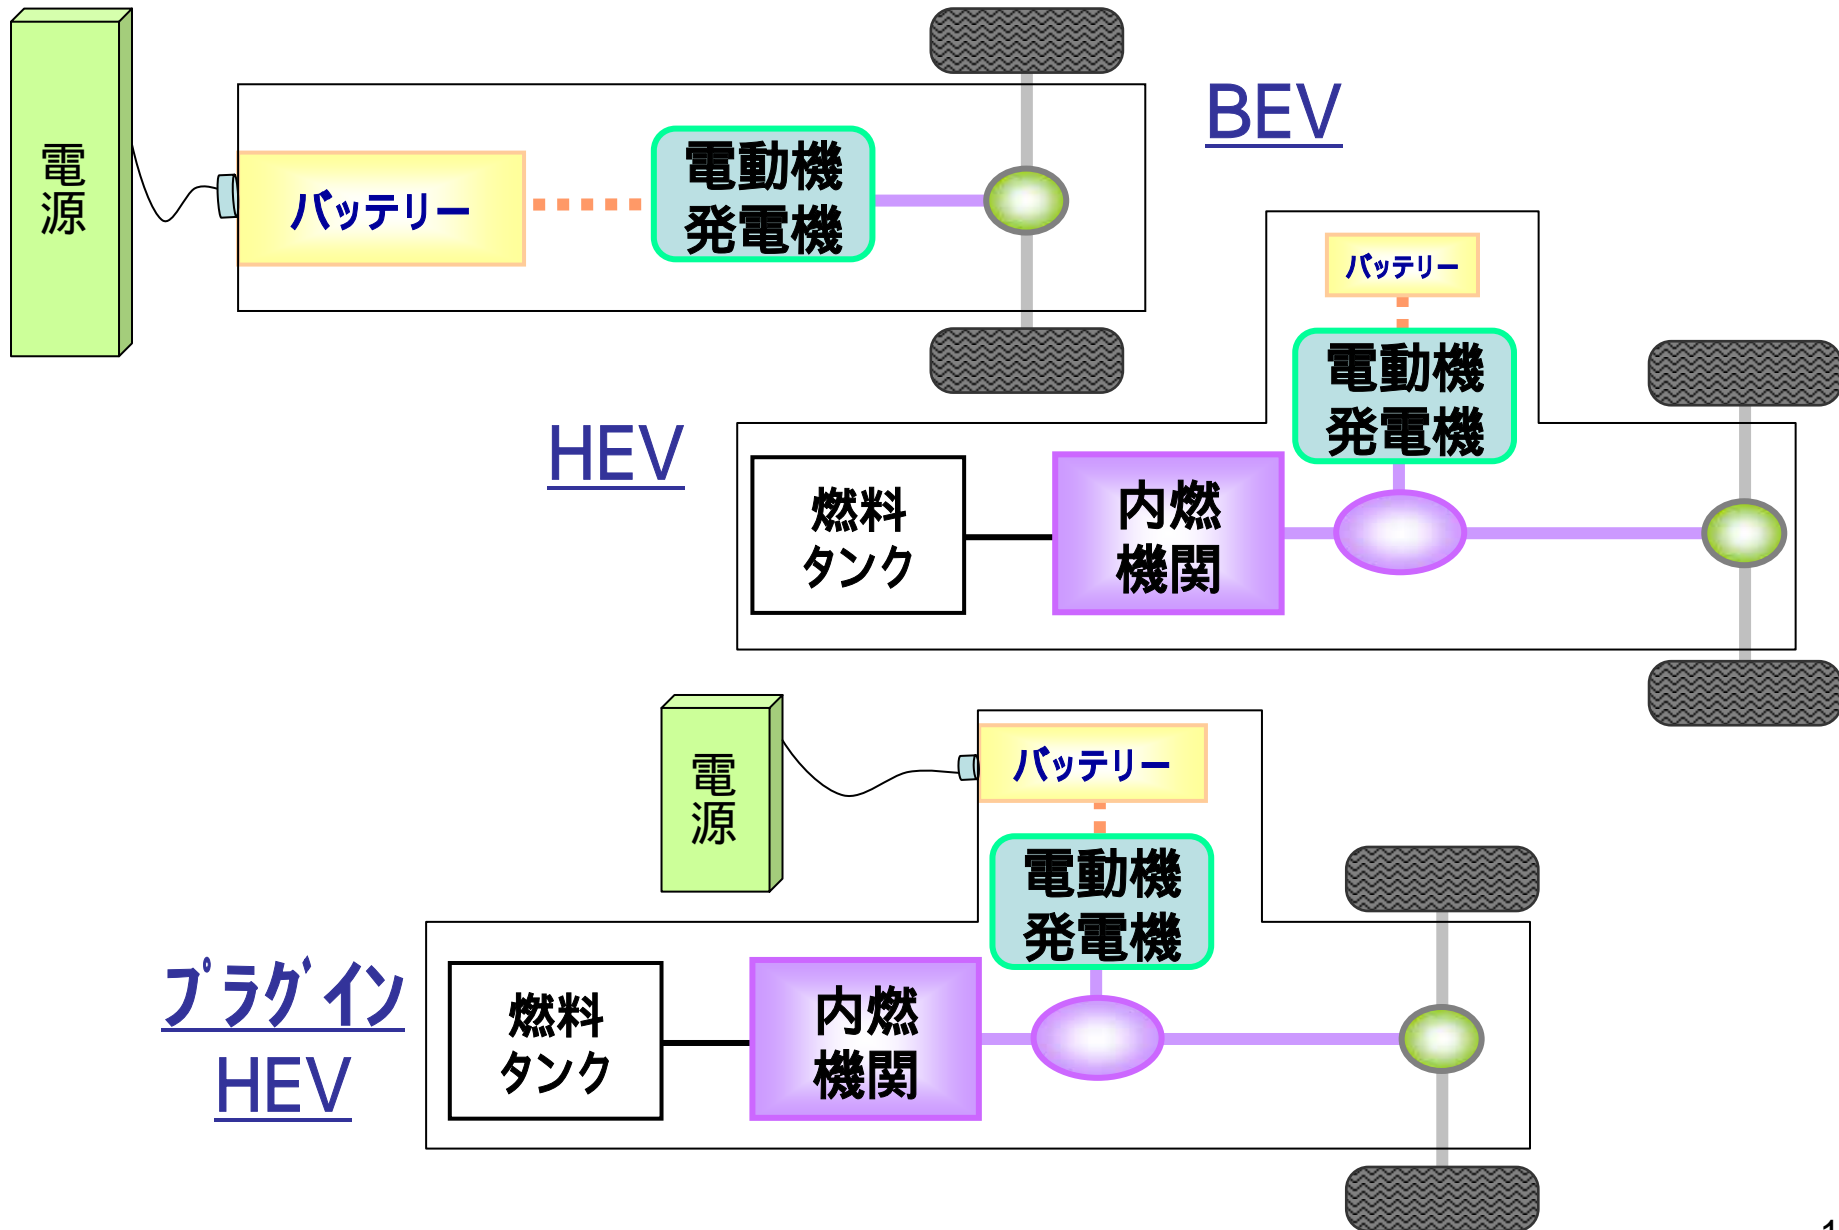 BEV
電
源
バッテリー
電動機
発電機
HEV
バッテリー
電動機
発電機
燃料
タンク
内燃
機関
電
源
バッテリー
電動機
発電機
プラグイン
HEV
燃料
タンク
内燃
機関